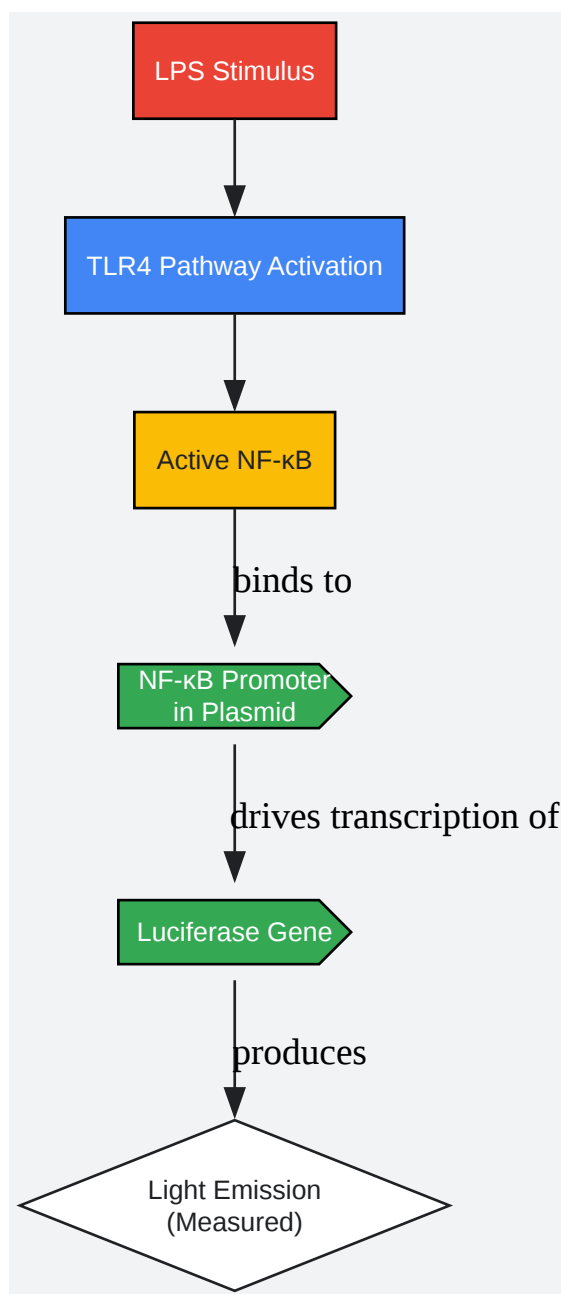 LPS Stimulus
TLR4 Pathway Activation
Active NF-κB
binds to
NF-κB Promoter
in Plasmid
drives transcription of
Luciferase Gene
produces
Light Emission
(Measured)